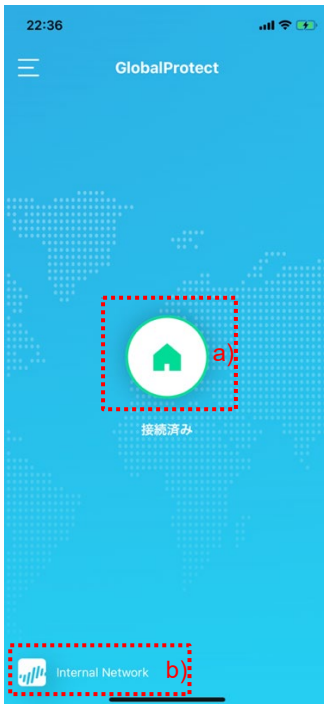 22:36
GlobalProtect
a)
接続済み
Internal Network b)